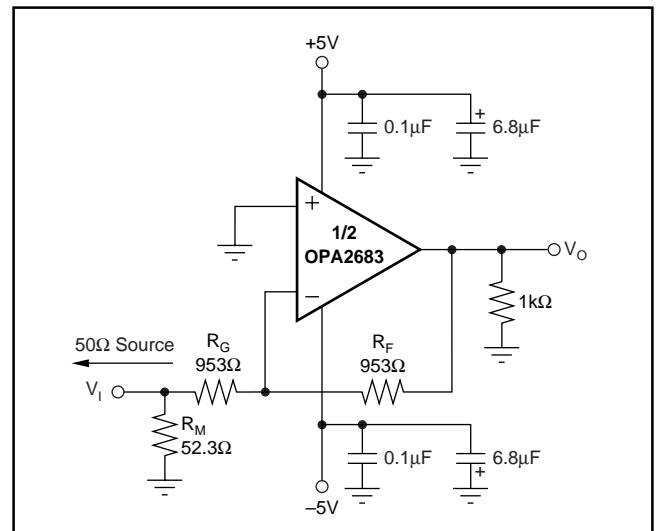 +5V
0.1μF
6.8μF
+
+
1/2
OPA2683
−
V_O
1kΩ
50Ω Source
R_G
953Ω
R_F
953Ω
V_I
R_M
52.3Ω
0.1μF
6.8μF
+
−5V